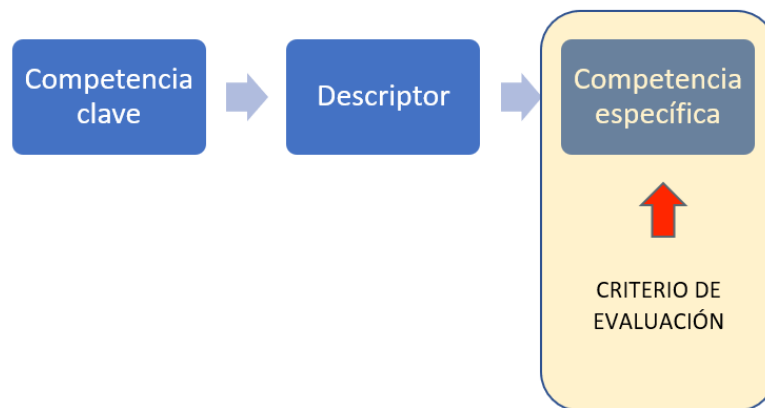 Competencia
clave
Descriptor
Competencia
específica
CRITERIO DE
EVALUACIÓN